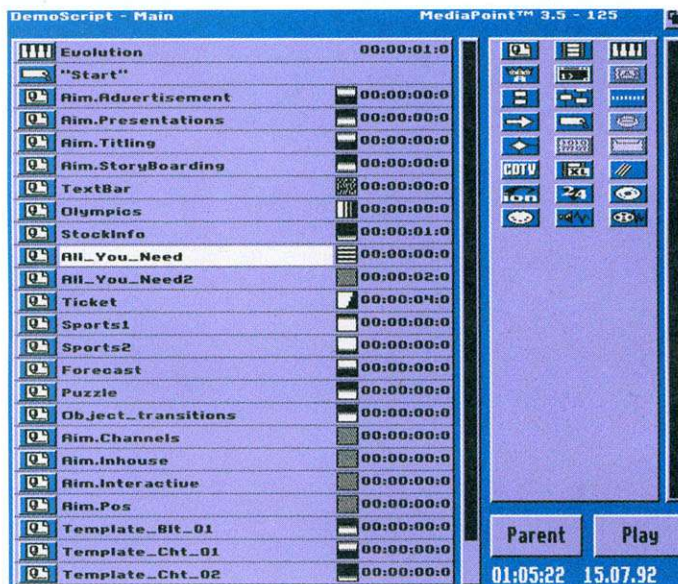 DemoScript - Main
MediaPoint™ 3.5 - 125
Evolution 00:00:01:0
"Start"
Aim.Advertisement 00:00:00:0
Aim.Presentations 00:00:00:0
Aim.Titling 00:00:00:0
Aim.StoryBoarding 00:00:00:0
TextBar 00:00:00:0
Olympics 00:00:00:0
StockInfo 00:00:01:0
All_You_Need 00:00:00:0
All_You_Need2 00:00:02:0
Ticket 00:00:04:0
Sports1 00:00:00:0
Sports2 00:00:00:0
Forecast 00:00:00:0
Puzzle 00:00:00:0
Object_transitions 00:00:00:0
Aim.Channels 00:00:00:0
Aim.Inhouse 00:00:00:0
Aim.Interactive 00:00:00:0
Aim.Pos 00:00:00:0
Template_Blt_01 00:00:00:0
Template_Cht_01 00:00:00:0
Template_Cht_02 00:00:00:0
CDTV
XL
ion
24
Parent
Play
01:05:22 15.07.92